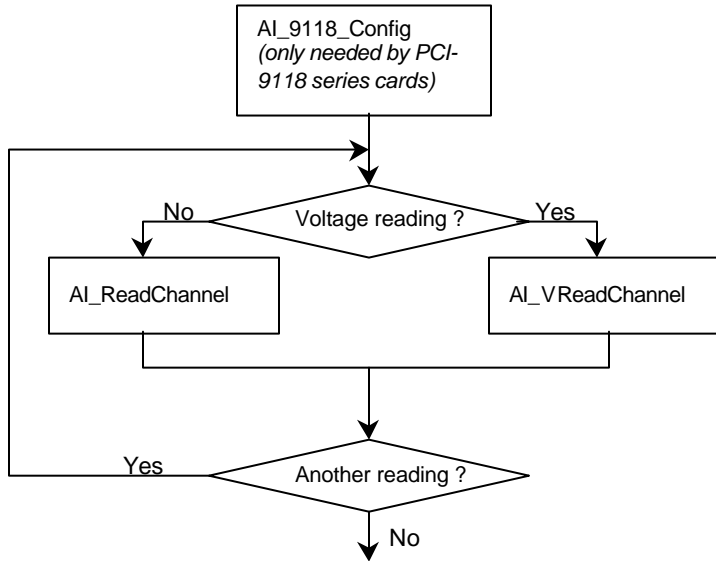 AI_9118_Config
(only needed by PCI-
9118 series cards)
No
Voltage reading ?
Yes
AI_ReadChannel
AI_VReadChannel
Yes
Another reading ?
No